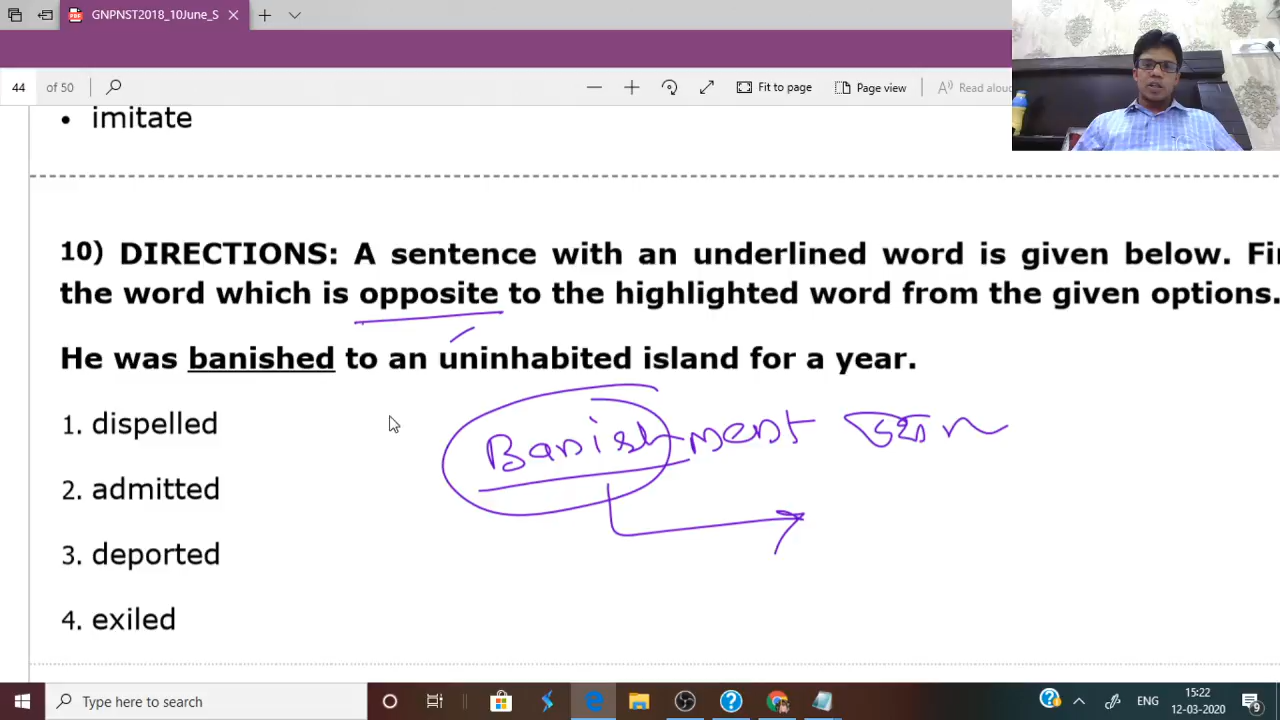 GNPNST2018_10June_S
44 of 50 Fit to page Page view Read alou
• imitate
10) DIRECTIONS: A sentence with an underlined word is given below. Fi
the word which is opposite to the highlighted word from the given options.
He was banished to an uninhabited island for a year.
Banishment
1. dispelled
2. admitted
3. deported
4. exiled
Type here to search
ENG
15:22
12-03-2020
9